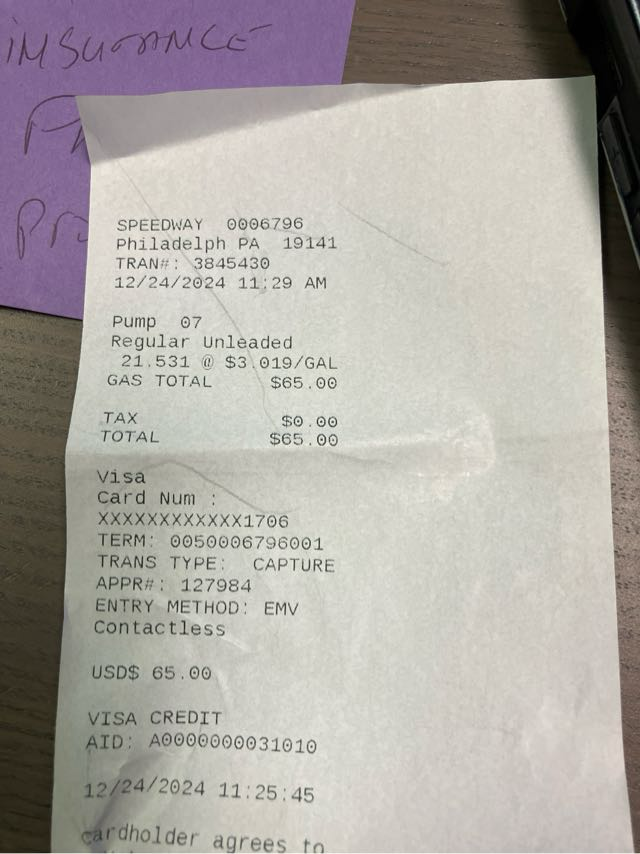 INSURANCE
SPEEDWAY 0006796
Philadelph PA 19141
TRAN#: 3845430
12/24/2024 11:29 AM
Pump 07
Regular Unleaded
21.531 @ $3.019/GAL
GAS TOTAL $65.00
TAX $0.00
TOTAL $65.00
Visa
Card Num :
XXXXXXXXXXXX1706
TERM: 0050006796001
TRANS TYPE: CAPTURE
APPR#: 127984
ENTRY METHOD: EMV
Contactless
USD$ 65.00
VISA CREDIT
AID: A0000000031010
12/24/2024 11:25:45
cardholder agrees to